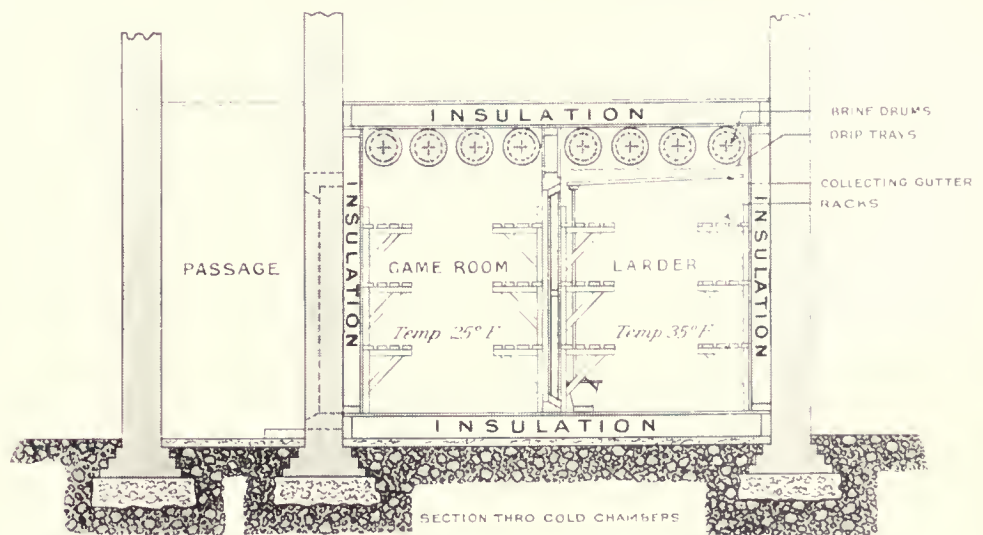 INSULATION
BRINE DRUMS
DRIP TRAYS
COLLECTING GUTTER
RACKS
INSULATION
INSULATION
PASSAGE
GAME ROOM
LARDER
Temp 25° F
Temp 35° F
INSULATION
SECTION THRO COLD CHAMBERS